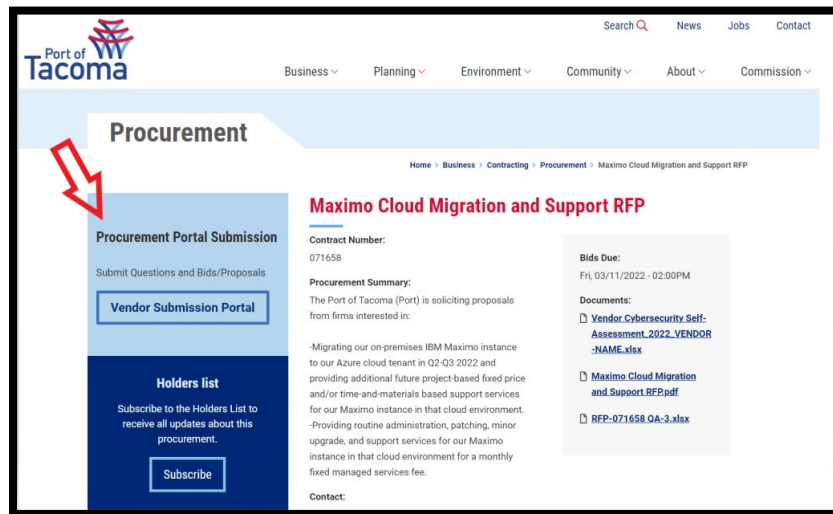 Port of
Tacoma
Search
News
Jobs
Contact
Business
Planning
Environment
Community
About
Commission
Procurement
Home > Business > Contracting > Procurement > Maximo Cloud Migration and Support RFP
Procurement Portal Submission
Submit Questions and Bids/Proposals
Vendor Submission Portal
Holders list
Subscribe to the Holders List to
receive all updates about this
procurement.
Subscribe
Maximo Cloud Migration and Support RFP
Contract Number:
071658
Procurement Summary:
The Port of Tacoma (Port) is soliciting proposals
from firms interested in:
-Migrating our on-premises IBM Maximo instance
to our Azure cloud tenant in Q2-Q3 2022 and
providing additional future project-based fixed price
and/or time-and-materials based support services
for our Maximo instance in that cloud environment.
-Providing routine administration, patching, minor
upgrade, and support services for our Maximo
instance in that cloud environment for a monthly
fixed managed services fee.
Contact:
Bids Due:
Fri, 03/11/2022 - 02:00PM
Documents:
Vendor Cybersecurity Self-
Assessment_2022_VENDOR
-NAME.xlsx
Maximo Cloud Migration
and Support RFP.pdf
RFP-071658 QA-3.xlsx